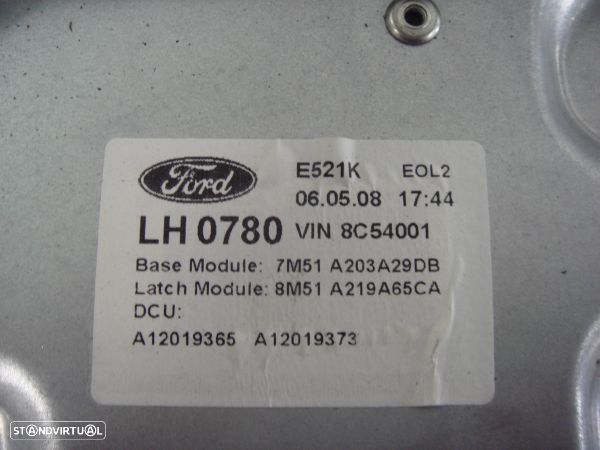 Ford
E521K EOL2
06.05.08 17:44
LH 0780 VIN 8C54001
Base Module: 7M51 A203A29DB
Latch Module: 8M51 A219A65CA
DCU:
A12019365 A12019373
STANDVIRTUAL